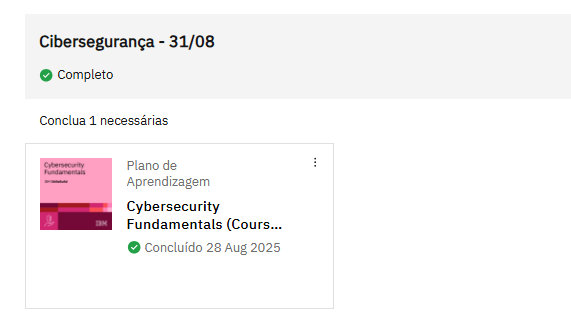 Cibersegurança - 31/08
Completo
Conclua 1 necessárias
Cybersecurity
Fundamentals
IBM
Plano de
Aprendizagem
Cybersecurity
Fundamentals (Cours...
Concluído 28 Aug 2025